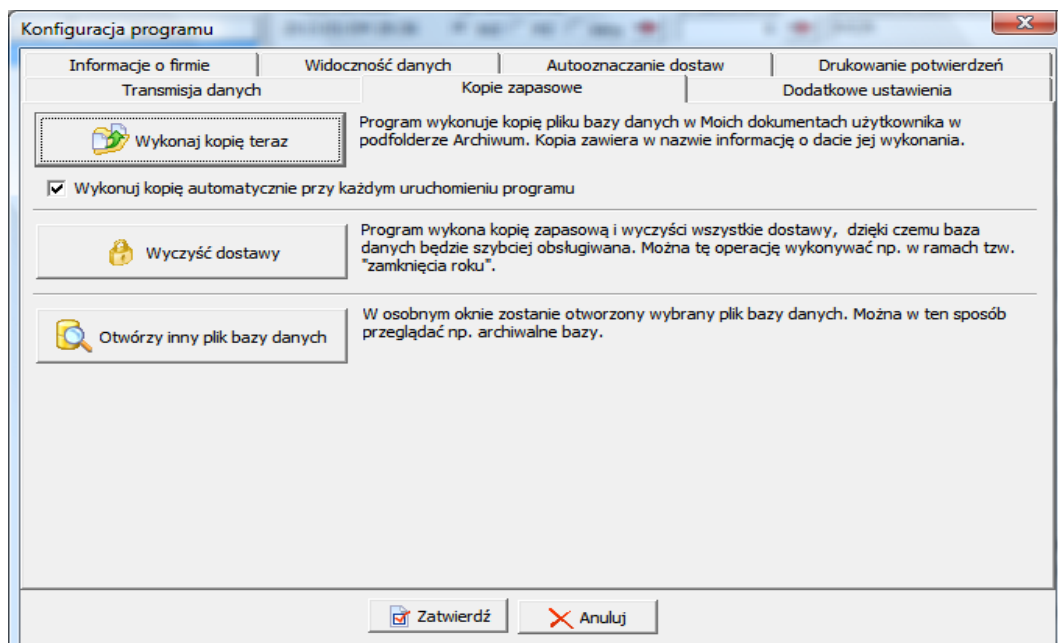 Konfiguracja programu
Informacje o firmie
Widoczność danych
Autooznaczanie dostaw
Drukowanie potwierdzeń
Transmisja danych
Kopie zapasowe
Dodatkowe ustawienia
Wykonaj kopię teraz
Program wykonuje kopię pliku bazy danych w Moich dokumentach użytkownika w
podfolderze Archiwum. Kopia zawiera w nazwie informację o dacie jej wykonania.
Wykonuj kopię automatycznie przy każdym uruchomieniu programu
Wyczyść dostawy
Program wykona kopię zapasową i wyczyści wszystkie dostawy, dzięki czemu baza
danych będzie szybciej obsługiwana. Można tę operację wykonywać np. w ramach tzw.
"zamknięcia roku".
Otwórzy inny plik bazy danych
W osobnym oknie zostanie otworzony wybrany plik bazy danych. Można w ten sposób
przeglądać np. archiwalne bazy.
Zatwierdź
Anuluj